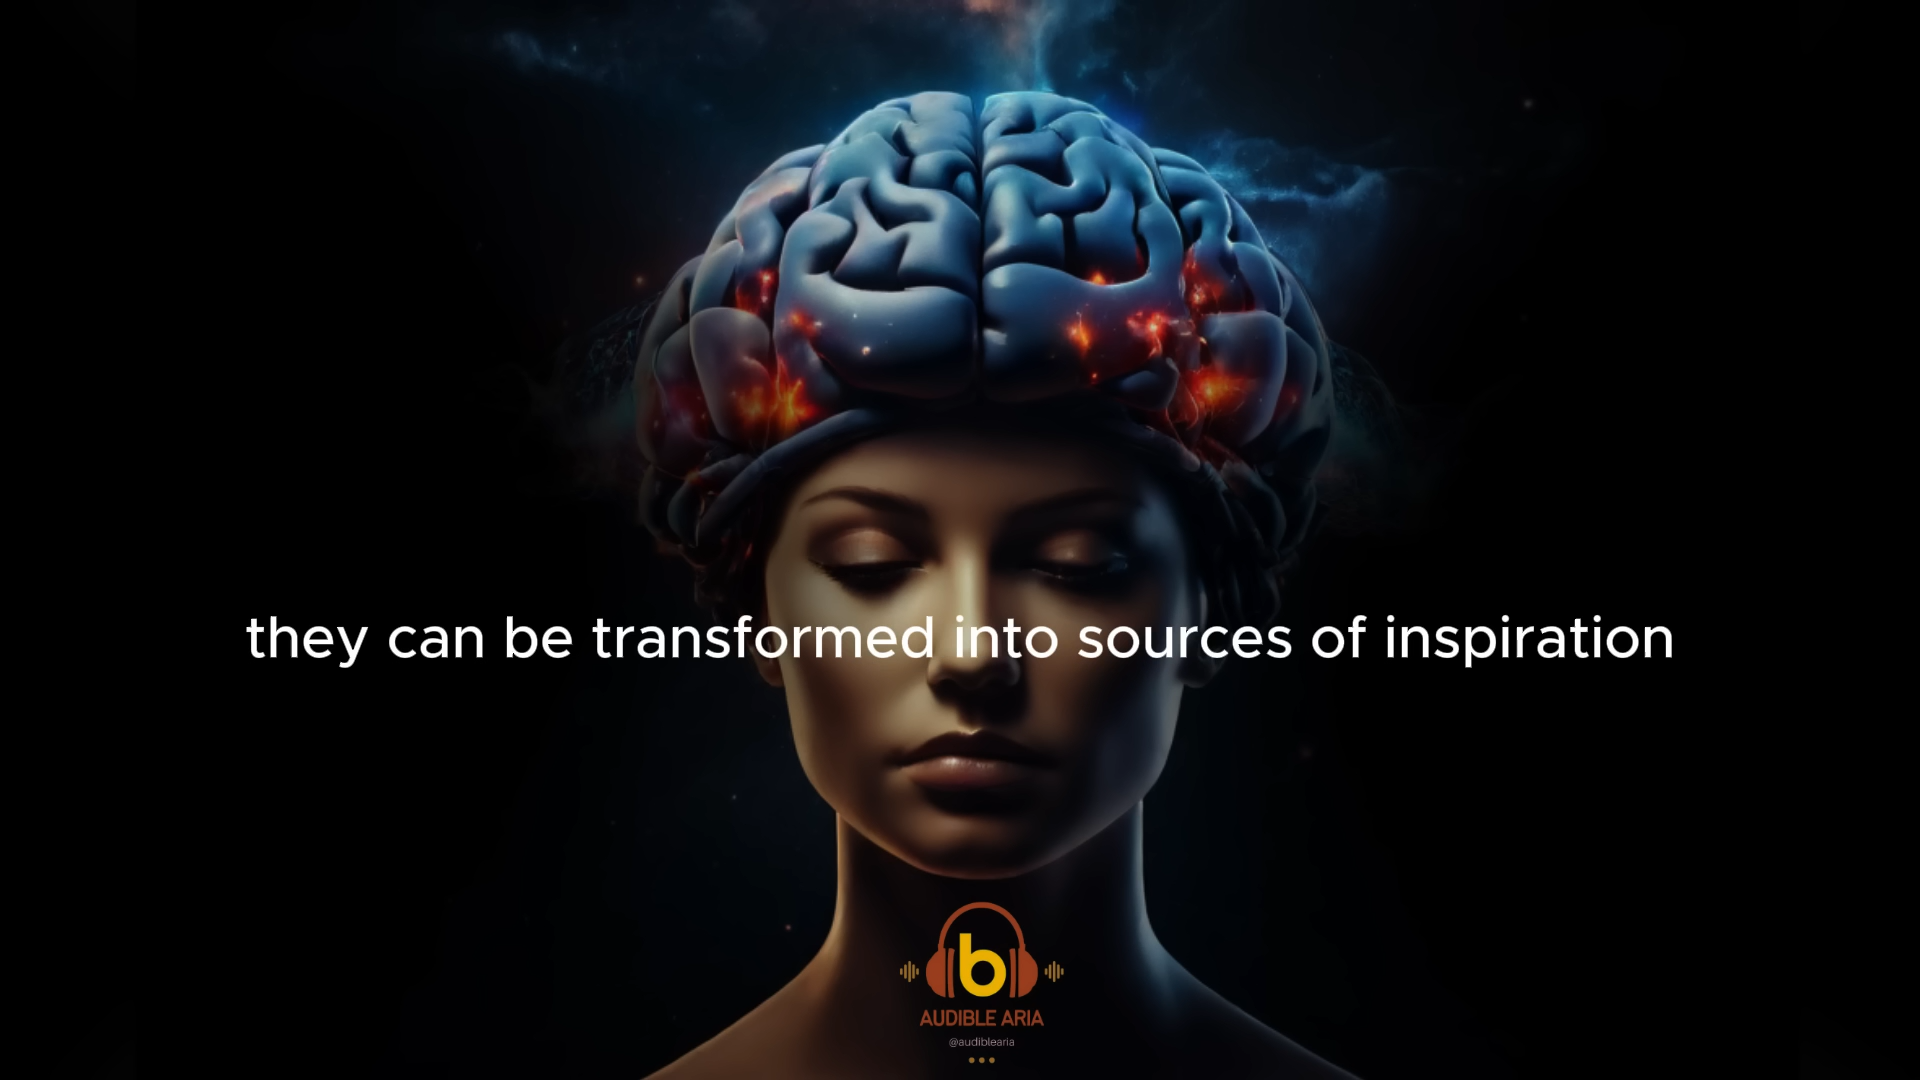 they can be transformed into sources of inspiration
b
AUDIBLE ARIA
@audiblearia